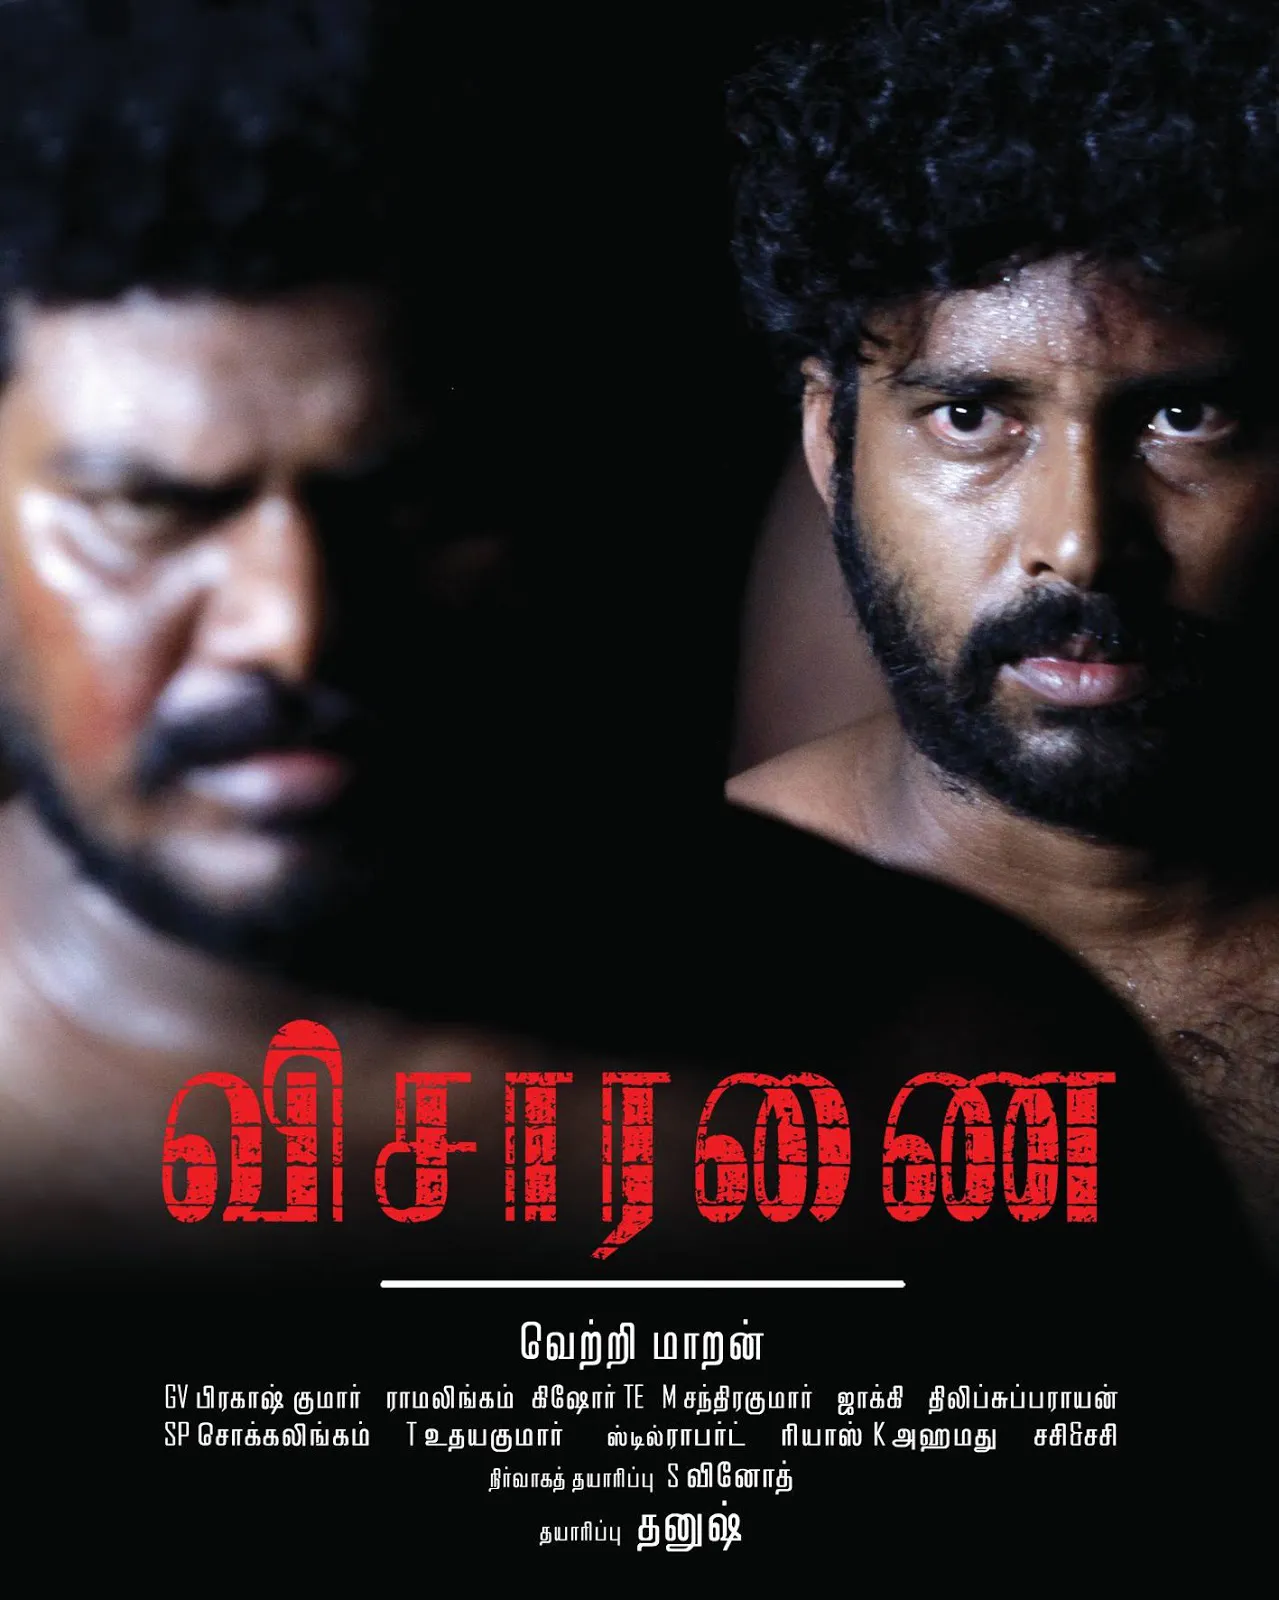 விசாரணை
வேற்றி மாறன்
GV பிரகாஷ் குமார் ராமலிங்கம் கிஷோர் TE M சந்திரகுமார் ஜாக்கி திலிப்சுப்பராயன்
SP சோக்கலிங்கம் T உதயகுமார் ஸ்டில்ராபர்ட் ரியாஸ் K அஹமது சசி&சசி
நிர்வாகத் தயாரிப்பு S வினோத்
தயாரிப்பு தனுஷ்